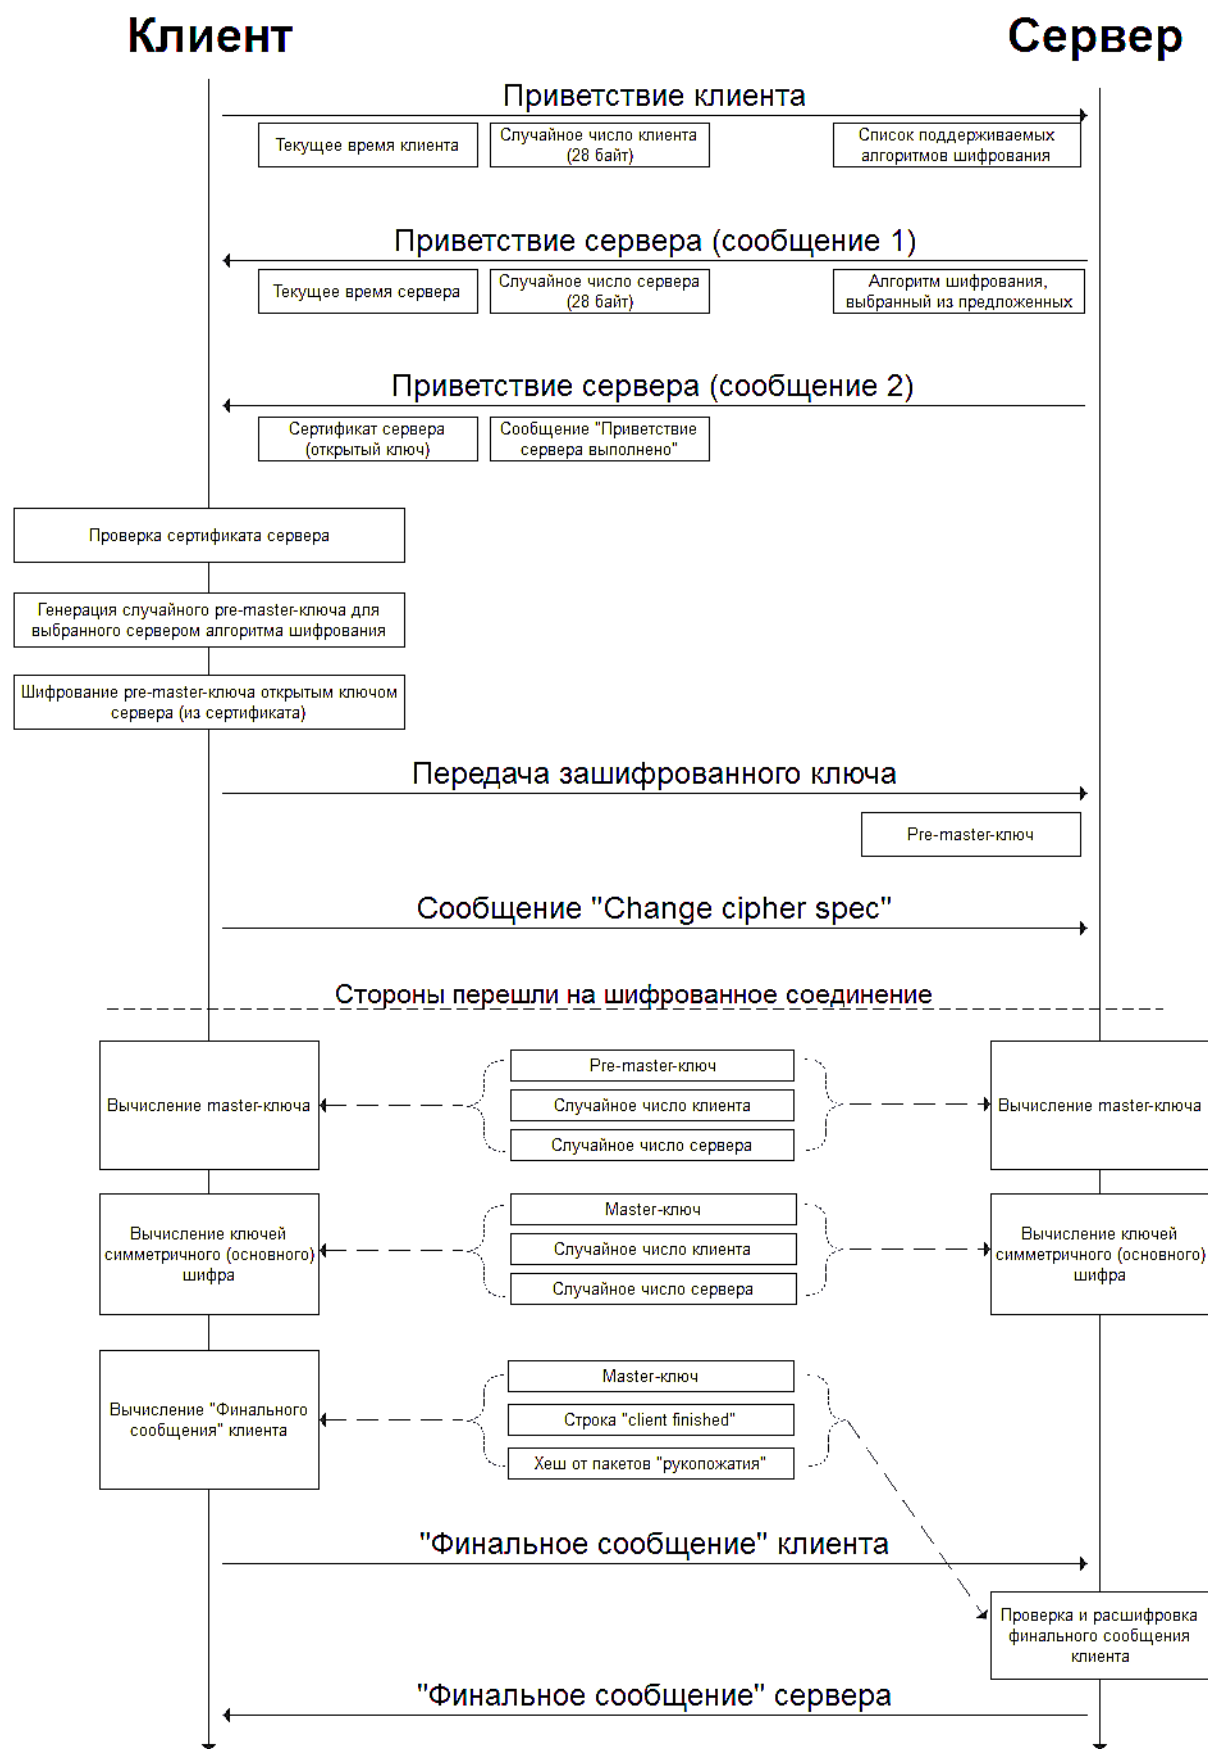 Клиент
Сервер
Приветствие клиента
Текущее время клиента
Случайное число клиента
(28 байт)
Список поддерживаемых
алгоритмов шифрования
Приветствие сервера (сообщение 1)
Текущее время сервера
Случайное число сервера
(28 байт)
Алгоритм шифрования,
выбранный из предложенных
Приветствие сервера (сообщение 2)
Сертификат сервера
(открытый ключ)
Сообщение "Приветствие
сервера выполнено"
Проверка сертификата сервера
Генерация случайного pre-master-ключа для
выбранного сервером алгоритма шифрования
Шифрование pre-master-ключа открытым ключом
сервера (из сертификата)
Передача зашифрованного ключа
Pre-master-ключ
Сообщение "Change cipher spec"
Стороны перешли на шифрованное соединение
Вычисление master-ключа
Pre-master-ключ
Случайное число клиента
Случайное число сервера
Вычисление master-ключа
Вычисление ключей
симметричного (основного)
шифра
Master-ключ
Случайное число клиента
Случайное число сервера
Вычисление ключей
симметричного (основного)
шифра
Вычисление "Финального
сообщения" клиента
Master-ключ
Строка "client finished"
Хеш от пакетов "рукопожатия"
"Финальное сообщение" клиента
Проверка и расшифровка
финального сообщения
клиента
"Финальное сообщение" сервера